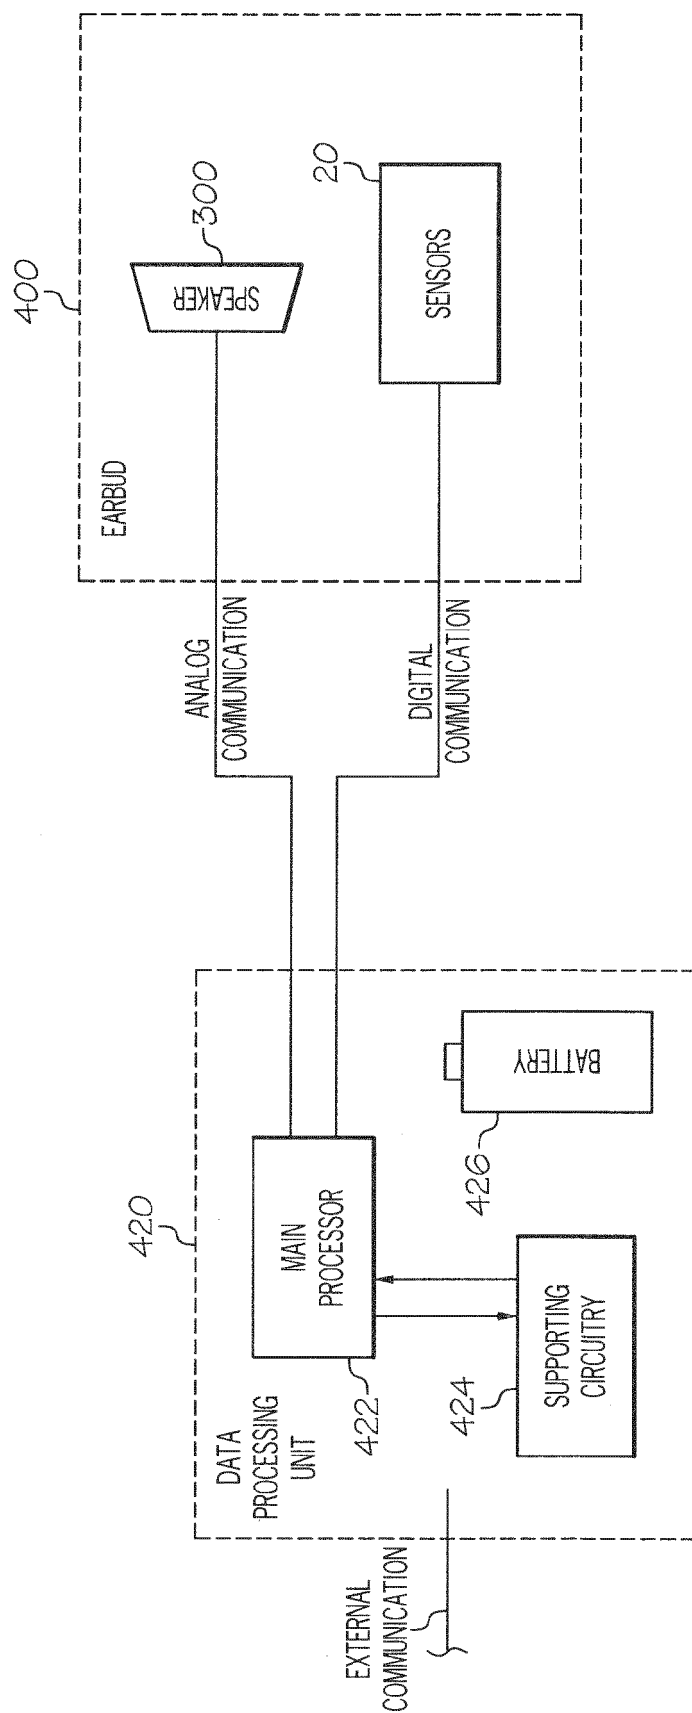 EXTERNAL
COMMUNICATION
DATA
PROCESSING
UNIT
420
MAIN
PROCESSOR
422
424
SUPPORTING
CIRCUITRY
426
BATTERY
ANALOG
COMMUNICATION
DIGITAL
COMMUNICATION
400
EARBUD
SPEAKER
300
20
SENSORS